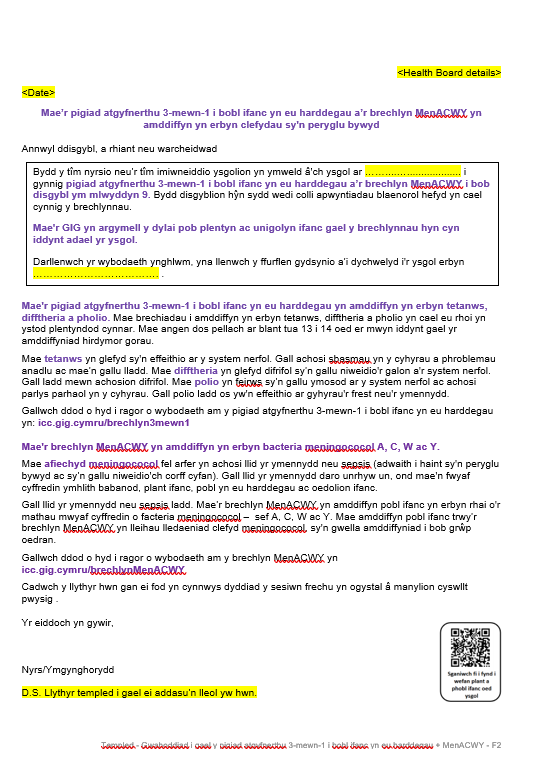 <Health Board details>
<Date>
Mae'r pigiad atgyfnerthu 3-mewn-1 i bobl ifanc yn eu harddegau a'r brechlyn MenACWY yn
amddiffyn yn erbyn clefydau sy'n peryglu bywyd
Annwyl ddisgybl, a rhiant neu warcheidwad
Bydd y tîm nyrsio neu'r tîm imiwneiddio ysgolion yn ymweld â'ch ysgol ar ………………………… i
gynnig pigiad atgyfnerthu 3-mewn-1 i bobl ifanc yn eu harddegau a'r brechlyn MenACWY i bob
disgybl ym mlwyddyn 9. Bydd disgyblion hŷn sydd wedi colli apwyntiadau blaenorol hefyd yn cael
cynnig y brechlynnau.
Mae'r GIG yn argymell y dylai pob plentyn ac unigolyn ifanc gael y brechlynnau hyn cyn
iddynt adael yr ysgol.
Darllenwch yr wybodaeth ynghlwm, yna llenwch y ffurflen gydsynio a'i dychwelyd i'r ysgol erbyn
………………………………… .
Mae'r pigiad atgyfnerthu 3-mewn-1 i bobl ifanc yn eu harddegau yn amddiffyn yn erbyn tetanws,
difftheria a pholio. Mae brechiadau i amddiffyn yn erbyn tetanws, difftheria a pholio yn cael eu rhoi yn
ystod plentyndod cynnar. Mae angen dos pellach ar blant tua 13 i 14 oed er mwyn iddynt gael yr
amddiffyniad hirdymor gorau.
Mae tetanws yn glefyd sy'n effeithio ar y system nerfol. Gall achosi sbasmau yn y cyhyrau a phroblemau
anadlu ac mae'n gallu lladd. Mae difftheria yn glefyd difrifol sy'n gallu niweidio'r galon a'r system nerfol.
Gall ladd mewn achosion difrifol. Mae polio yn feirws sy'n gallu ymosod ar y system nerfol ac achosi
parlys parhaol yn y cyhyrau. Gall polio ladd os yw'n effeithio ar gyhyrau'r frest neu'r ymennydd.
Gallwch ddod o hyd i ragor o wybodaeth am y pigiad atgyfnerthu 3-mewn-1 i bobl ifanc yn eu harddegau
yn: icc.gig.cymru/brechlyn3mewn1
Mae'r brechlyn MenACWY yn amddiffyn yn erbyn bacteria meningococol A, C, W ac Y.
Mae afiechyd meningococol fel arfer yn achosi llid yr ymennydd neu sepsis (adwaith i haint sy'n peryglu
bywyd ac sy'n gallu niweidio'ch corff cyfan). Gall llid yr ymennydd daro unrhyw un, ond mae'n fwyaf
cyffredin ymhlith babanod, plant ifanc, pobl yn eu harddegau ac oedolion ifanc.
Gall llid yr ymennydd neu sepsis ladd. Mae'r brechlyn MenACWY yn amddiffyn pobl ifanc yn erbyn rhai o'r
mathau mwyaf cyffredin o facteria meningococol – sef A, C, W ac Y. Mae amddiffyn pobl ifanc trwy'r
brechlyn MenACWY yn lleihau lledaeniad clefyd meningococol, sy'n gwella amddiffyniad i bob grŵp
oedran.
Gallwch ddod o hyd i ragor o wybodaeth am y brechlyn MenACWY yn
icc.gig.cymru/brechlynMenACWY
Cadwch y llythyr hwn gan ei fod yn cynnwys dyddiad y sesiwn frechu yn ogystal â manylion cyswllt
pwysig .
Yr eiddoch yn gywir,
Nyrs/Ymgynghorydd
Sganiwch fi i fynd i
wefan plant a
phobl ifanc oed
ysgol
D.S. Llythyr templed i gael ei addasu'n lleol yw hwn.
Templed - Gwahoddiad i gael y pigiad atgyfnerthu 3-mewn-1 i bobl ifanc yn eu harddegau + MenACWY - F2